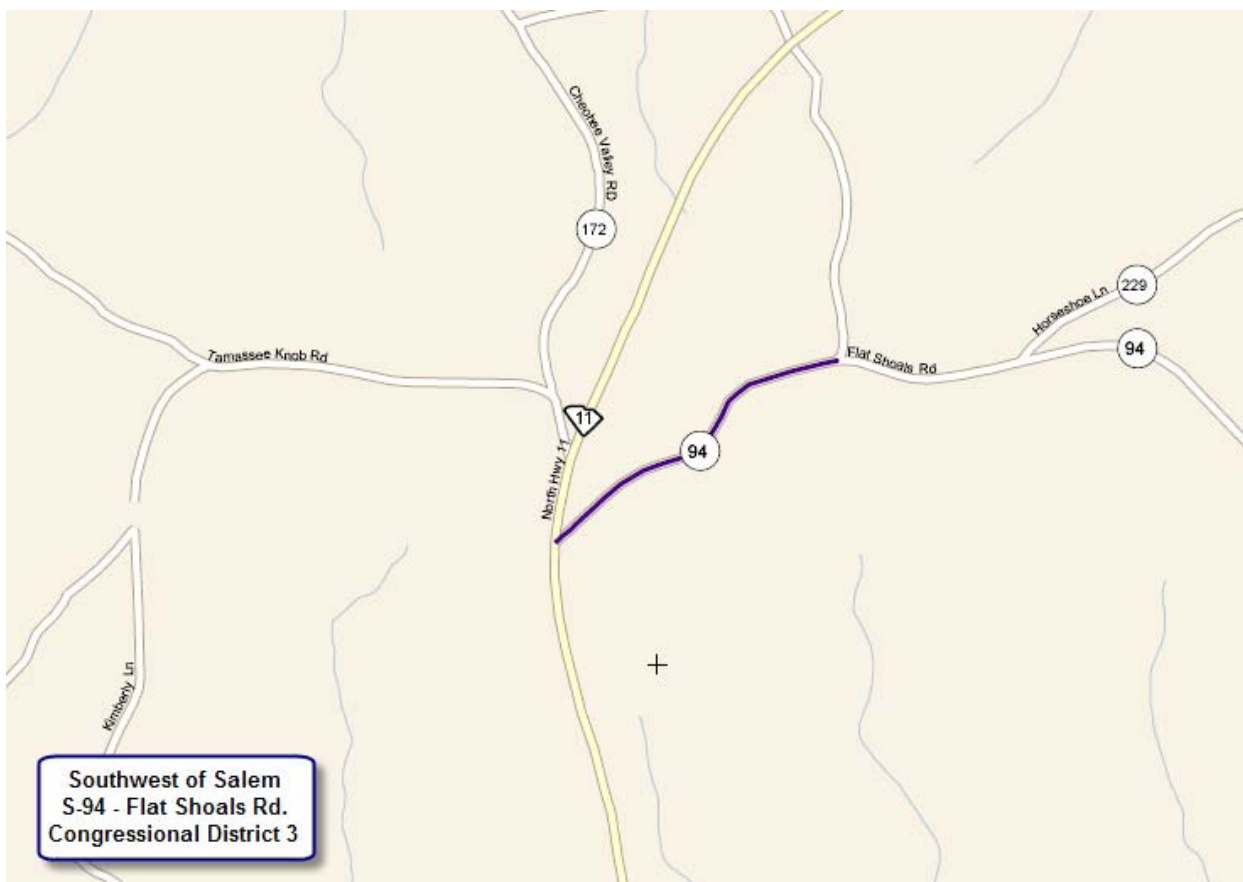 Cheohee Valley RD
172
229
Horseshoe Ln
94
Tamassee Knob Rd
Flat Shoals Rd
11
94
North Hwy 11
Kimberly Ln
Southwest of Salem
S-94 - Flat Shoals Rd.
Congressional District 3